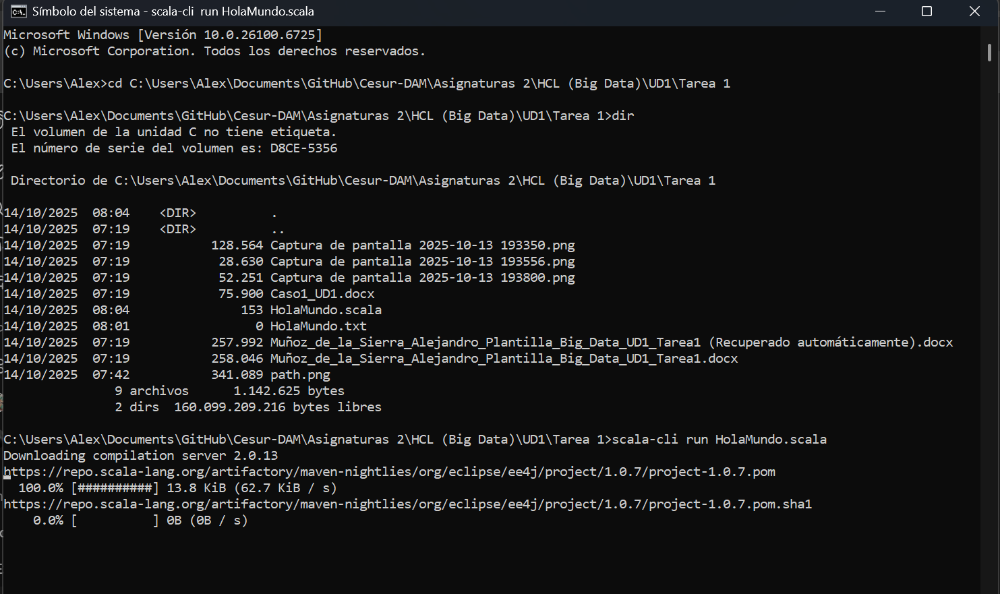 Símbolo del sistema - scala-cli  run HolaMundo.scala
Microsoft Windows [Versión 10.0.26100.6725]
(c) Microsoft Corporation. Todos los derechos reservados.
C:\Users\Alex>cd C:\Users\Alex\Documents\GitHub\Cesur-DAM\Asignaturas 2\HCL (Big Data)\UD1\Tarea 1
C:\Users\Alex\Documents\GitHub\Cesur-DAM\Asignaturas 2\HCL (Big Data)\UD1\Tarea 1>dir
 El volumen de la unidad C no tiene etiqueta.
 El número de serie del volumen es: D8CE-5356
 Directorio de C:\Users\Alex\Documents\GitHub\Cesur-DAM\Asignaturas 2\HCL (Big Data)\UD1\Tarea 1
14/10/2025  08:04    <DIR>          .
14/10/2025  07:19    <DIR>          ..
14/10/2025  07:19           128.564 Captura de pantalla 2025-10-13 193350.png
14/10/2025  07:19            28.630 Captura de pantalla 2025-10-13 193556.png
14/10/2025  07:19            52.251 Captura de pantalla 2025-10-13 193800.png
14/10/2025  07:19            75.900 Caso1_UD1.docx
14/10/2025  08:04               153 HolaMundo.scala
14/10/2025  08:01                 0 HolaMundo.txt
14/10/2025  07:19           257.992 Muñoz_de_la_Sierra_Alejandro_Plantilla_Big_Data_UD1_Tarea1 (Recuperado automáticamente).docx
14/10/2025  07:19           258.046 Muñoz_de_la_Sierra_Alejandro_Plantilla_Big_Data_UD1_Tarea1.docx
14/10/2025  07:42           341.089 path.png
               9 archivos      1.142.625 bytes
               2 dirs  160.099.209.216 bytes libres
C:\Users\Alex\Documents\GitHub\Cesur-DAM\Asignaturas 2\HCL (Big Data)\UD1\Tarea 1>scala-cli run HolaMundo.scala
Downloading compilation server 2.0.13
https://repo.scala-lang.org/artifactory/maven-nightlies/org/eclipse/ee4j/project/1.0.7/project-1.0.7.pom
  100.0% [##########] 13.8 KiB (62.7 KiB / s)
https://repo.scala-lang.org/artifactory/maven-nightlies/org/eclipse/ee4j/project/1.0.7/project-1.0.7.pom.sha1
    0.0% [          ] 0B (0B / s)